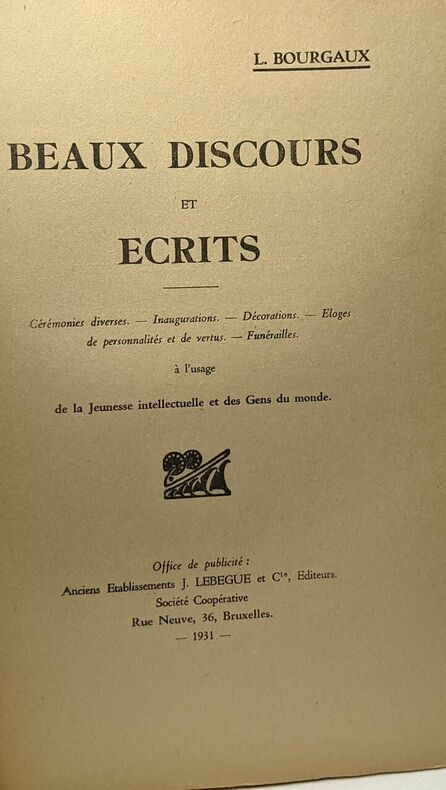 L. BOURGAUX
BEAUX DISCOURS
ET
ECRITS
Cérémonies diverses. — Inaugurations. — Décorations. — Eloges
de personnalités et de vertus. — Funérailles.
à l'usage
de la Jeunesse intellectuelle et des Gens du monde.
Office de publicité :
Anciens Etablissements J. LEBEGUE et Cie, Editeurs.
Société Coopérative
Rue Neuve, 36, Bruxelles.
— 1931 —